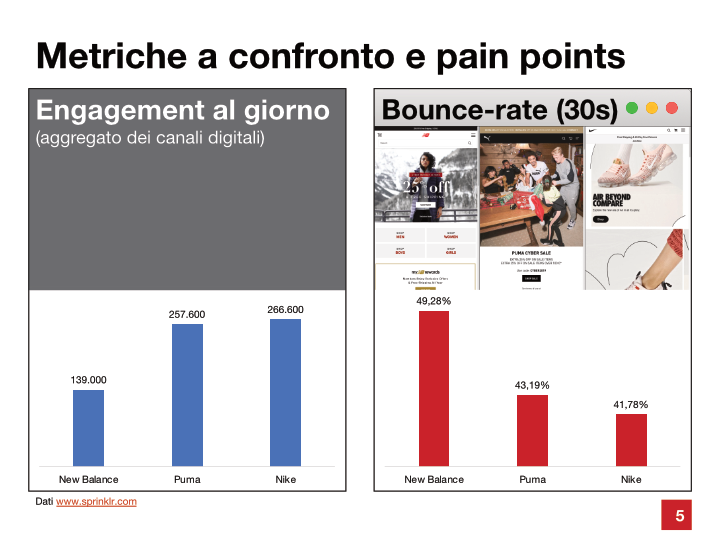 Metriche a confronto e pain points
Engagement al giorno
(aggregato dei canali digitali)
139.000
257.600
266.600
New Balance
Puma
Nike
Bounce-rate (30s)
25% off
SHOP
MEN
SHOP
WOMEN
SHOP
BOYS
SHOP
GIRLS
PUMA CYBER SALE
AIR BEYOND
COMPARE
49,28%
43,19%
41,78%
New Balance
Puma
Nike
Dati www.sprinklr.com
5